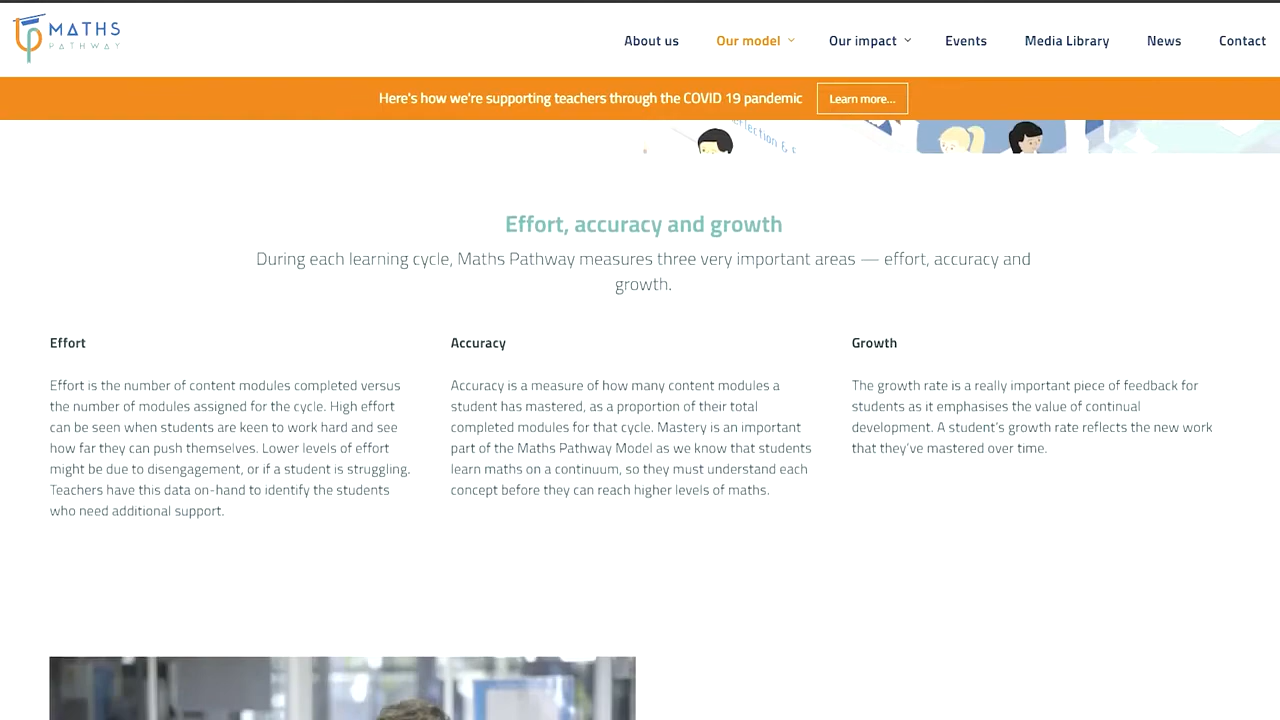 MATHS
PATHWAY
About us
Our model
Our impact
Events
Media Library
News
Contact
Here's how we're supporting teachers through the COVID 19 pandemic
Learn more...
eflection & c
Effort, accuracy and growth
During each learning cycle, Maths Pathway measures three very important areas — effort, accuracy and
growth.
Effort
Effort is the number of content modules completed versus
the number of modules assigned for the cycle. High effort
can be seen when students are keen to work hard and see
how far they can push themselves. Lower levels of effort
might be due to disengagement, or if a student is struggling.
Teachers have this data on-hand to identify the students
who need additional support.
Accuracy
Accuracy is a measure of how many content modules a
student has mastered, as a proportion of their total
completed modules for that cycle. Mastery is an important
part of the Maths Pathway Model as we know that students
learn maths on a continuum, so they must understand each
concept before they can reach higher levels of maths.
Growth
The growth rate is a really important piece of feedback for
students as it emphasises the value of continual
development. A student's growth rate reflects the new work
that they've mastered over time.